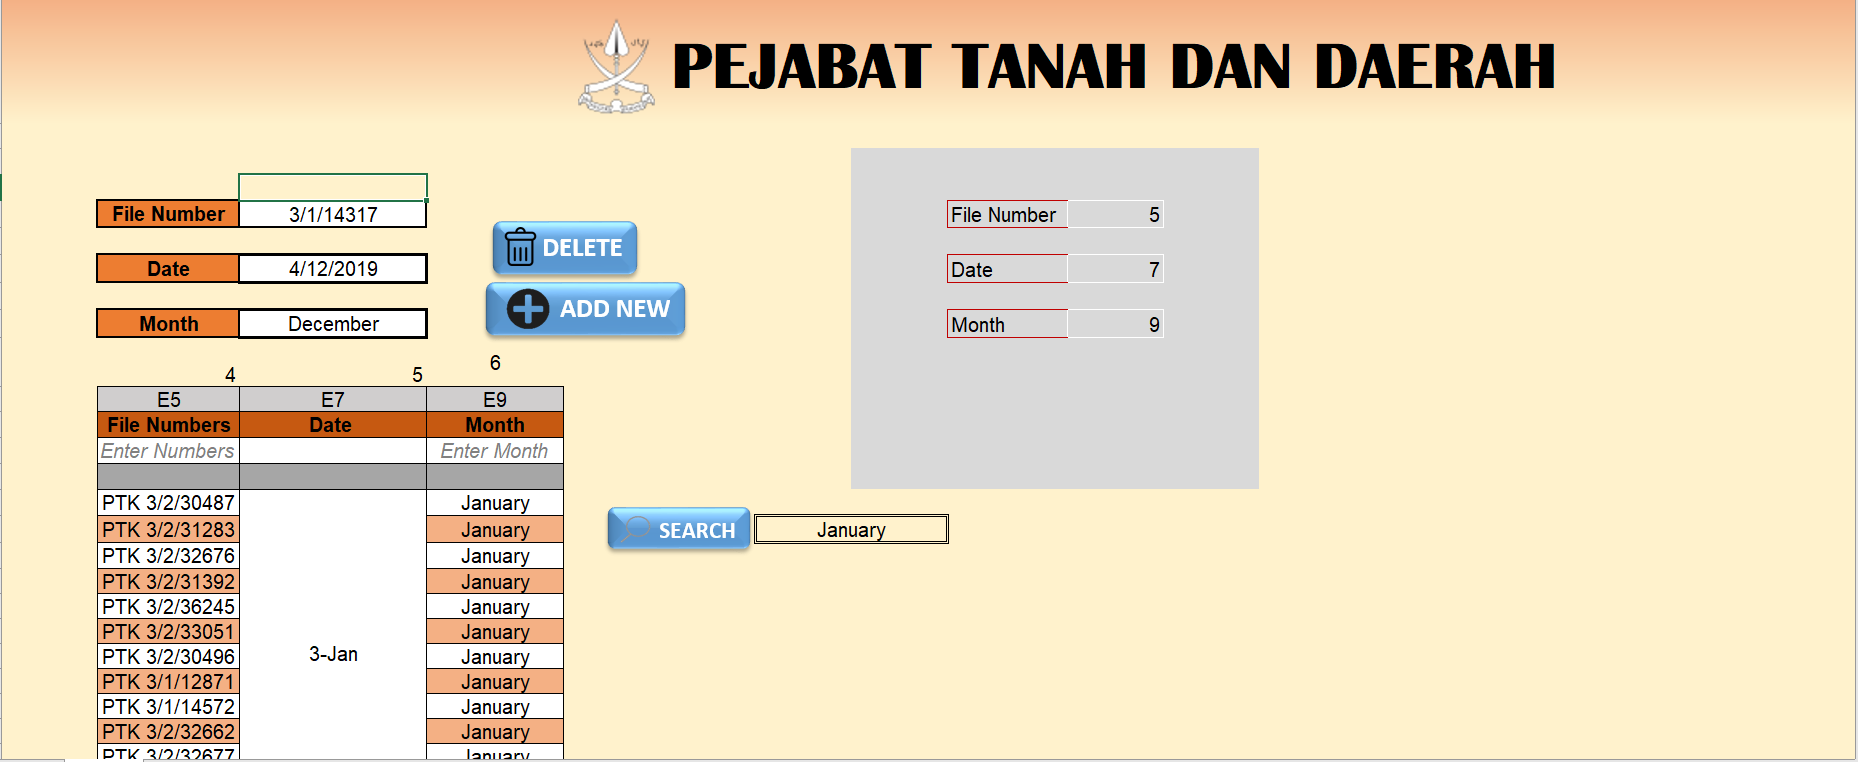 PEJABAT TANAH DAN DAERAH
File Number 3/1/14317
Date 4/12/2019
Month December
DELETE
ADD NEW
File Number 5
Date 7
Month 9
4 5 6
E5 E7 E9
File Numbers Date Month
Enter Numbers Enter Month
PTK 3/2/30487 January
PTK 3/2/31283 January
PTK 3/2/32676 January
PTK 3/2/31392 January
PTK 3/2/36245 January
PTK 3/2/33051 January
PTK 3/2/30496 3-Jan January
PTK 3/1/12871 January
PTK 3/1/14572 January
PTK 3/2/32662 January
PTK 3/2/32677 January
SEARCH January